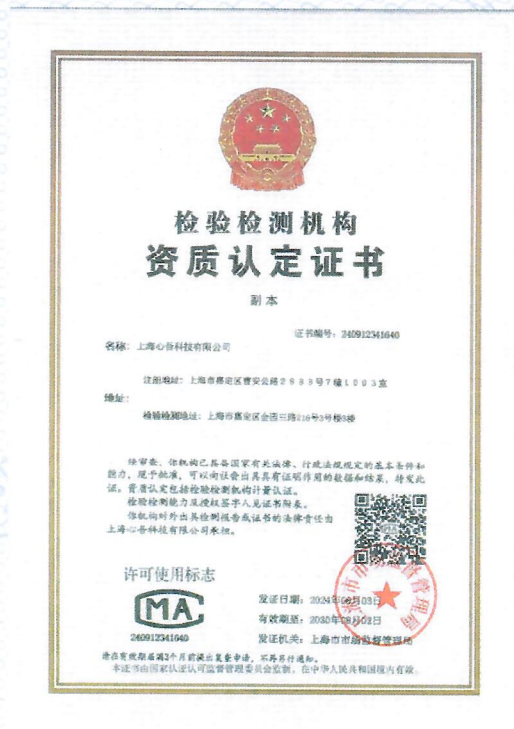 检验检测机构
资质认定证书
副本
证书编号：240912341640
名称：上海心咎科技有限公司
注册地址：上海市嘉定区曹安公路2888号7幢1003室
地址：
检验检测地址：上海市嘉定区金园三路216号3号楼3楼
经审查，你机构已具备国家有关法律、行政法规规定的基本条件和
能力，现予批准，可以向社会出具具有证明作用的数据和结果，特发此
证。资质认定包括检验检测机构计量认证。
检验检测能力及授权签字人见证书附表。
你机构对外出具检测报告或证书的法律责任由
上海心咎科技有限公司承担。
许可使用标志
MA
240912341640
发证日期：2024年
有效期至：2030年
发证机关：上海市市场监督管理局
请在有效期届满3个月前提出复查申请，不再另行通知。
本证书由国家认证认可监督管理委员会监制，在中华人民共和国境内有效。